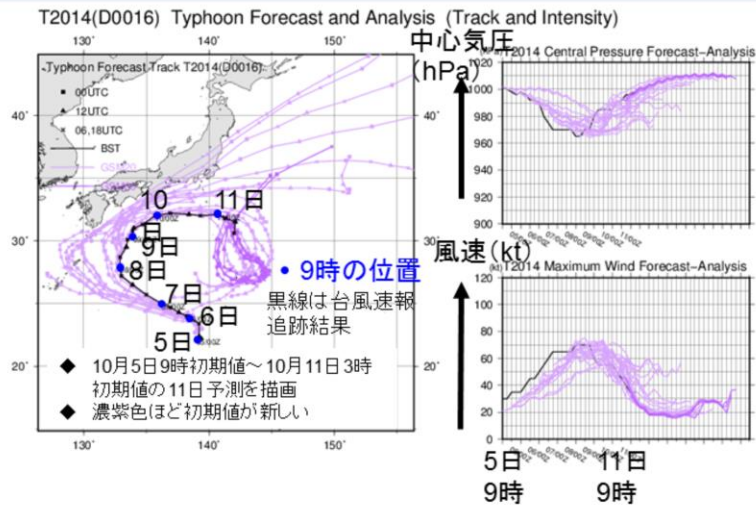 T2014(D0016) Typhoon Forecast and Analysis (Track and Intensity)
Typhoon Forecast Track T2014(D0016)
00UTC
12UTC
06,18UTC
BST
40°
30°
20°
130°
140°
150°
130°
140°
150°
10
日
11日
9日
8日
7日
6日
5日
9時の位置
黒線は台風速報
追跡結果
◆ 10月5日9時初期値～10月11日3時
初期値の11日予測を描画
◆ 濃紫色ほど初期値が新しい
中心気圧
(hPa)
T2014 Central Pressure Forecast-Analysis
1020
1000
980
960
940
920
900
風速(kt)
(kt)
T2014 Maximum Wind Forecast-Analysis
120
100
80
60
40
20
0
5日
9時
11日
9時